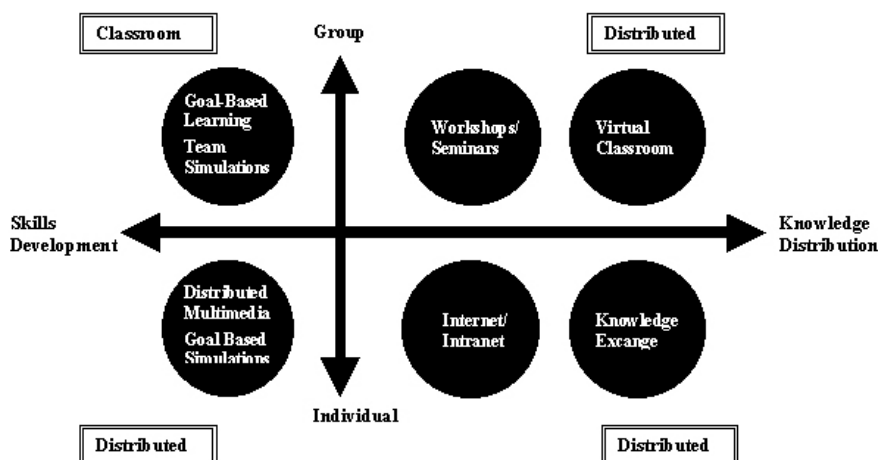 Classroom
Group
Distributed
Goal-Based
Learning
Team
Simulations
Workshops/
Seminars
Virtual
Classroom
Skills
Development
Knowledge
Distribution
Distributed
Multimedia
Goal Based
Simulations
Internet/
Intranet
Knowledge
Excange
Individual
Distributed
Distributed